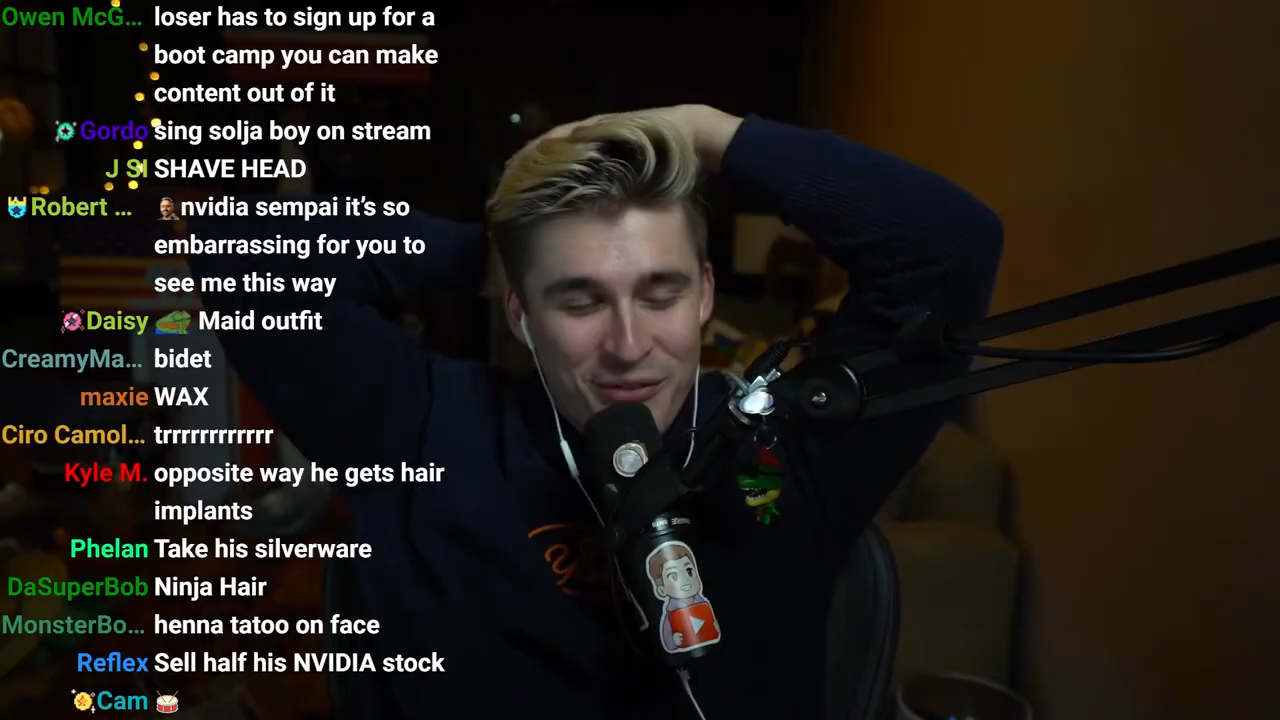 Owen McG… loser has to sign up for a
boot camp you can make
content out of it
Gordo sing solja boy on stream
J SI SHAVE HEAD
Robert … nvidia sempai it’s so
embarrassing for you to
see me this way
Daisy Maid outfit
CreamyMa… bidet
maxie WAX
Ciro Camol… trrrrrrrrrrrr
Kyle M. opposite way he gets hair
implants
Phelan Take his silverware
DaSuperBob Ninja Hair
MonsterBo… henna tatoo on face
Reflex Sell half his NVIDIA stock
Cam